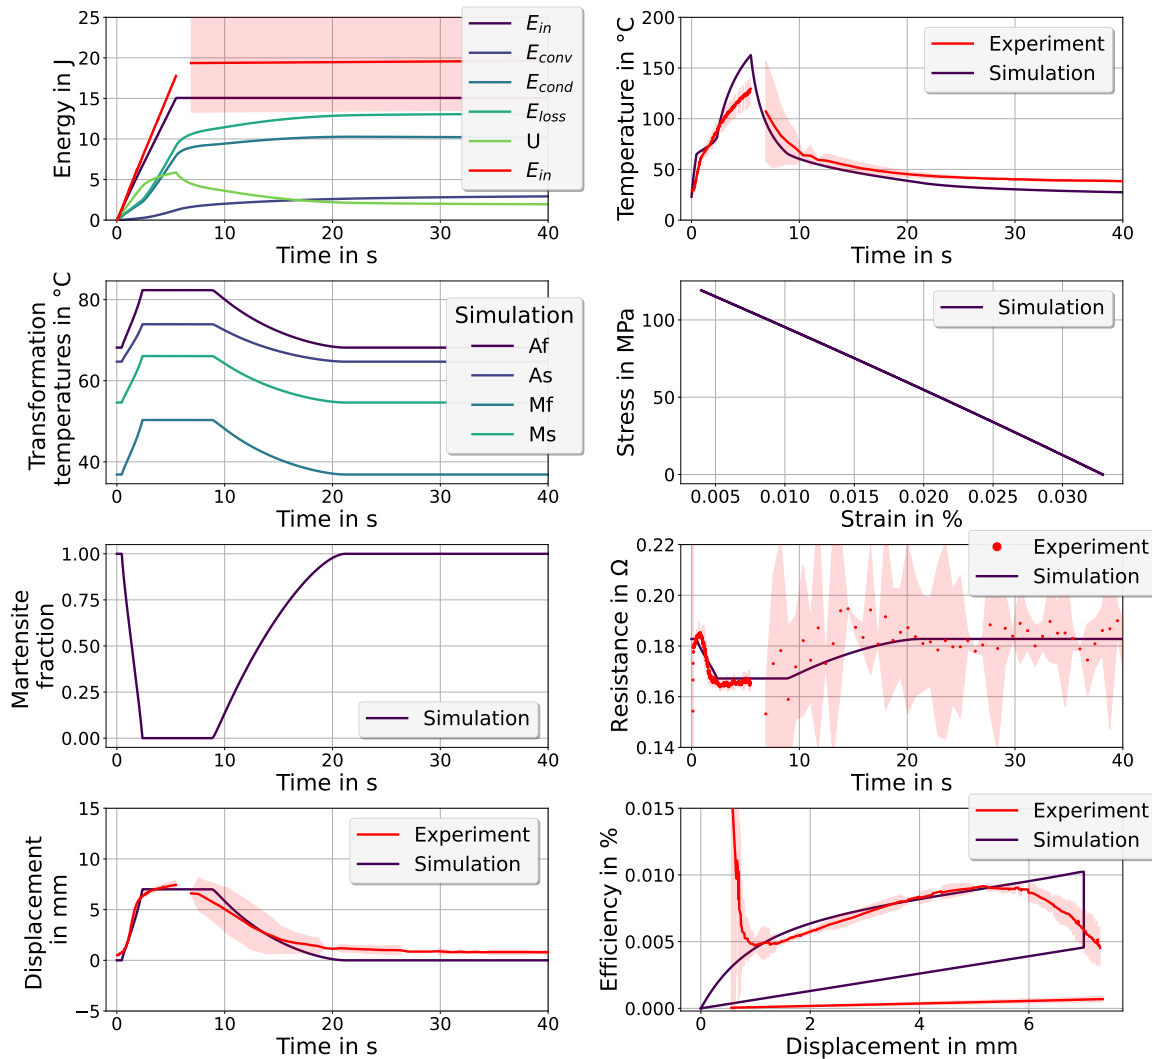 25
20
15
10
5
0
Energy in J
0 10 20 30 40
Time in s
E_in
E_conv
E_cond
E_loss
U
E_in
200
150
100
50
0
Temperature in °C
0 10 20 30 40
Time in s
Experiment
Simulation
80
60
40
Transformation
temperatures in °C
0 10 20 30 40
Time in s
Simulation
Af
As
Mf
Ms
100
50
0
Stress in MPa
0.005 0.010 0.015 0.020 0.025 0.030
Strain in %
Simulation
1.00
0.75
0.50
0.25
0.00
Martensite
fraction
0 10 20 30 40
Time in s
Simulation
0.22
0.20
0.18
0.16
0.14
Resistance in Ω
0 10 20 30 40
Time in s
Experiment
Simulation
15
10
5
0
−5
Displacement
in mm
0 10 20 30 40
Time in s
Experiment
Simulation
0.015
0.010
0.005
0.000
Efficiency in %
0 2 4 6
Displacement in mm
Experiment
Simulation